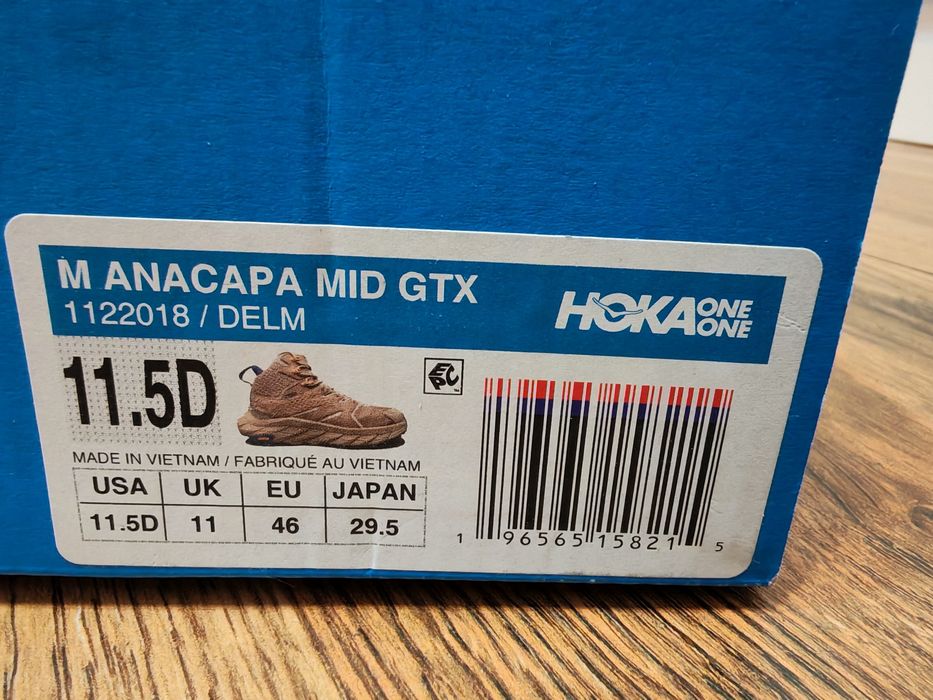 M ANACAPA MID GTX
1122018 / DELM
HOKA ONE ONE
11.5D
EPC
MADE IN VIETNAM / FABRIQUÉ AU VIETNAM
USA UK EU JAPAN
11.5D 11 46 29.5
1 96565 15821 5